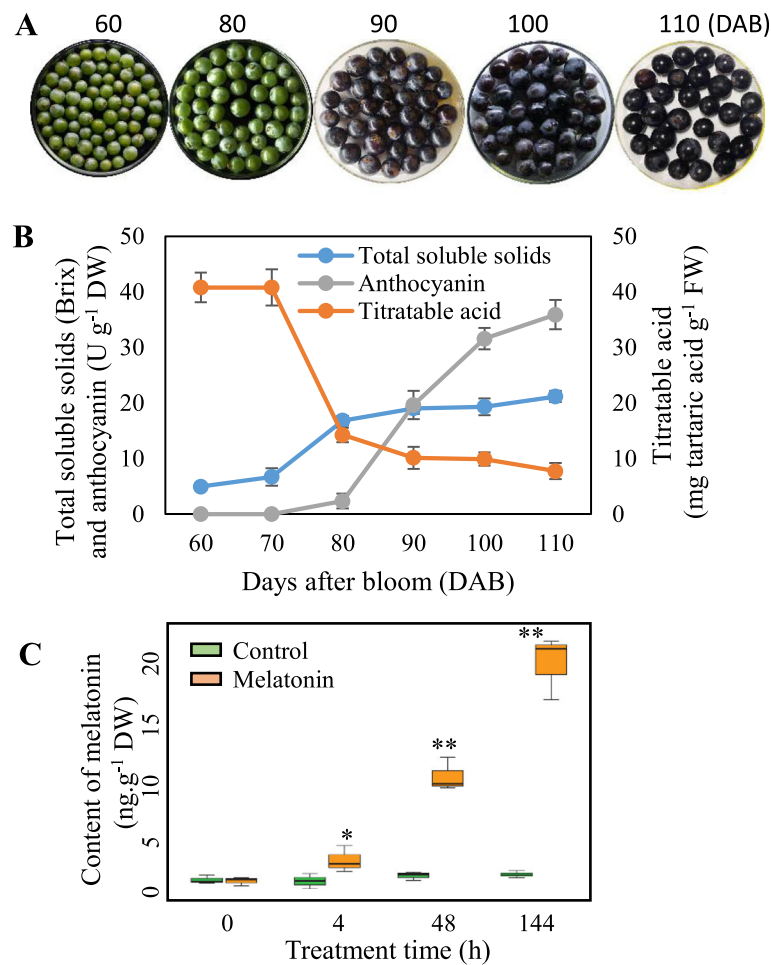 A
60 80 90 100 110 (DAB)
B
Total soluble solids (Brix)
and anthocyanin (U g⁻¹ DW)
50
40
30
20
10
0
Total soluble solids
Anthocyanin
Titratable acid
50
40
30
20
10
0
Titratable acid
(mg tartaric acid g⁻¹ FW)
60 70 80 90 100 110
Days after bloom (DAB)
C
Content of melatonin
(ng.g⁻¹ DW)
20
15
10
5
0
Control
Melatonin
*
**
**
0 4 48 144
Treatment time (h)